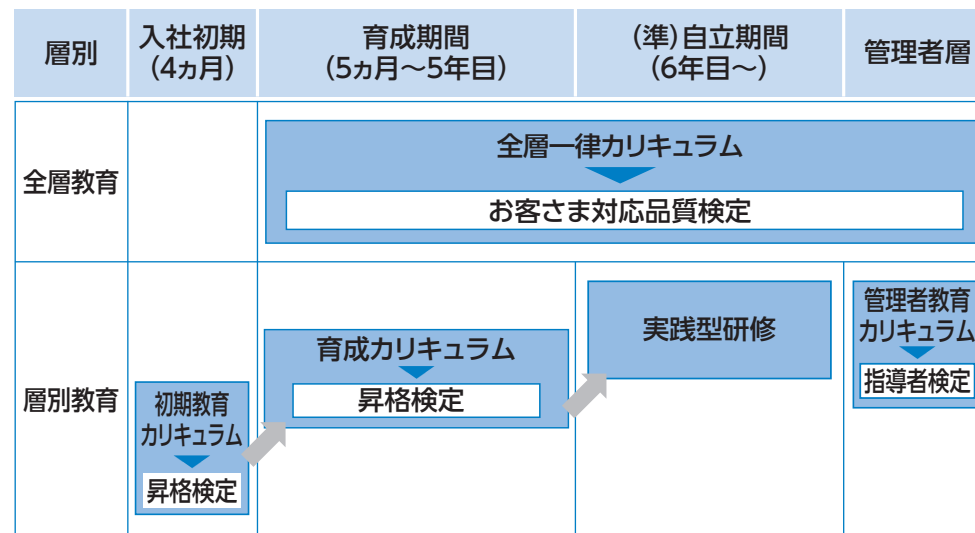 層別
入社初期
(4ヵ月)
育成期間
(5ヵ月〜5年目)
(準)自立期間
(6年目〜)
管理者層
全層教育
全層一律カリキュラム
お客さま対応品質検定
層別教育
初期教育
カリキュラム
昇格検定
育成カリキュラム
昇格検定
実践型研修
管理者教育
カリキュラム
指導者検定